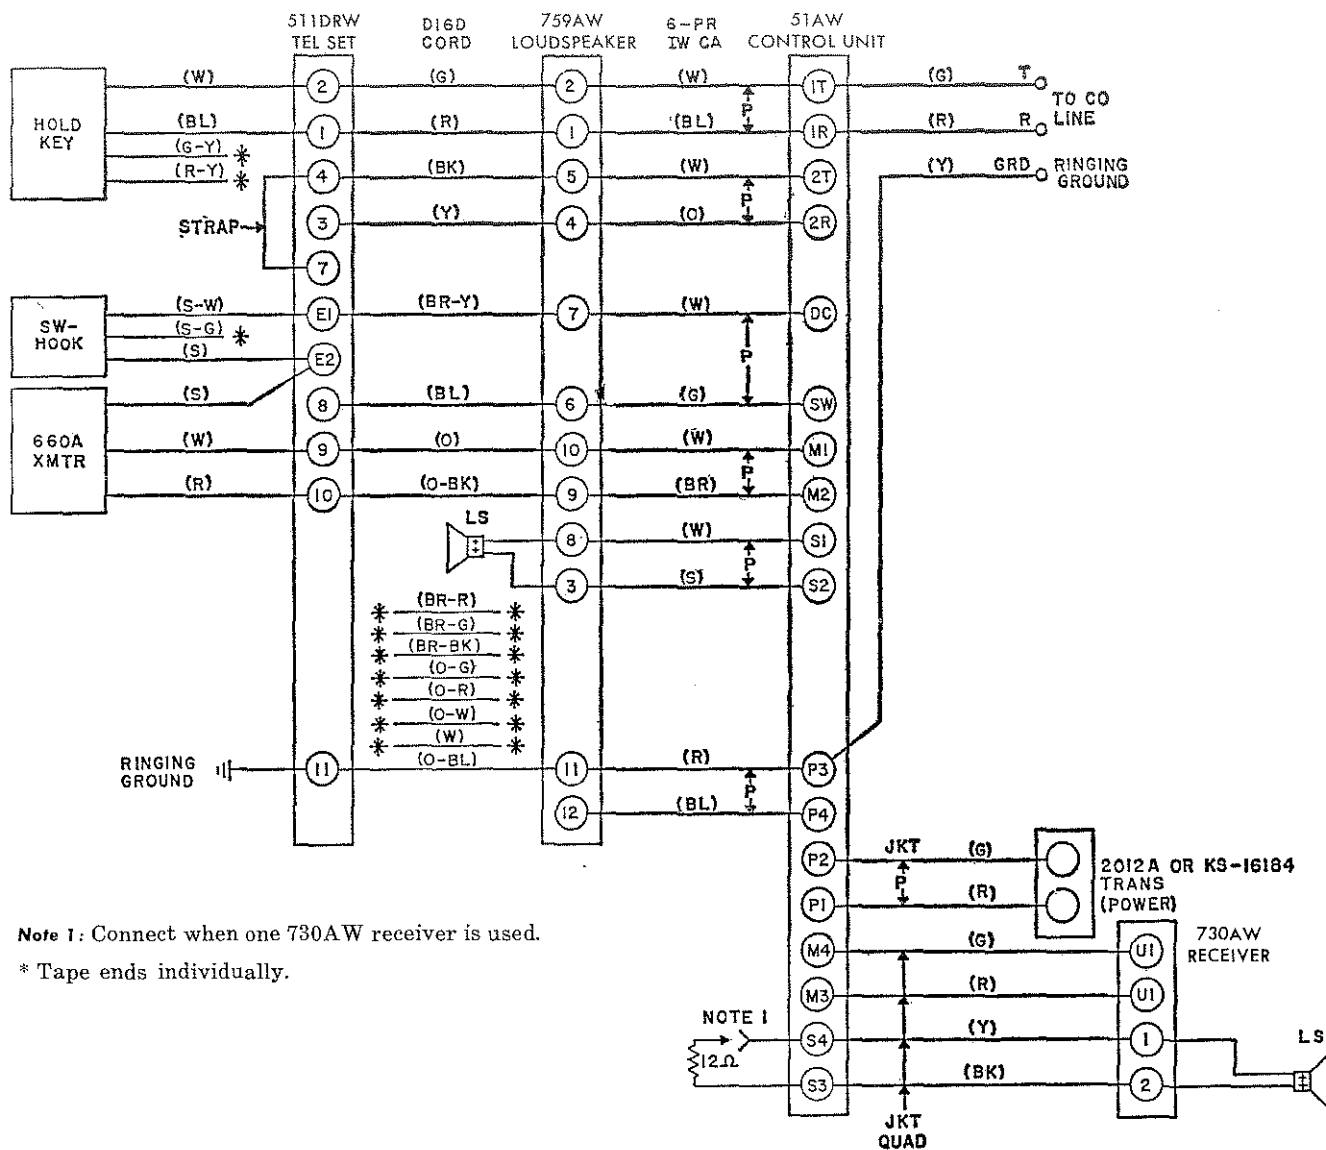 511DRW
TEL SET
D16D
CORD
759AW
LOUDSPEAKER
6-PR
IW CA
51AW
CONTROL UNIT
HOLD
KEY
(W)
2
(G)
2
(W)
1T
(G)
T
P
TO CO
LINE
(BL)
1
(R)
1
(BL)
1R
(R)
R
(G-Y) *
(R-Y) *
4
(BK)
5
(W)
2T
(Y)
GRD
RINGING
GROUND
P
STRAP
3
(Y)
4
(O)
2R
7
SW-
HOOK
(S-W)
E1
(BR-Y)
7
(W)
DC
(S-G) *
(S)
E2
P
660A
XMTR
(S)
8
(BL)
6
(G)
SW
(W)
9
(O)
10
(W)
M1
P
(R)
10
(O-BK)
9
(BR)
M2
LS
8
(W)
S1
P
3
(S)
S2
* (BR-R) *
* (BR-G) *
* (BR-BK) *
* (O-G) *
* (O-R) *
* (O-W) *
* (W) *
RINGING
GROUND
11
(O-BL)
11
(R)
P3
P
12
(BL)
P4
P2
JKT
(G)
2012A OR KS-16184
TRANS
(POWER)
P
P1
(R)
Note 1: Connect when one 730AW receiver is used.
* Tape ends individually.
730AW
RECEIVER
M4
(G)
U1
M3
(R)
U1
NOTE 1
S4
(Y)
1
LS
12Ω
S3
(BK)
2
JKT
QUAD